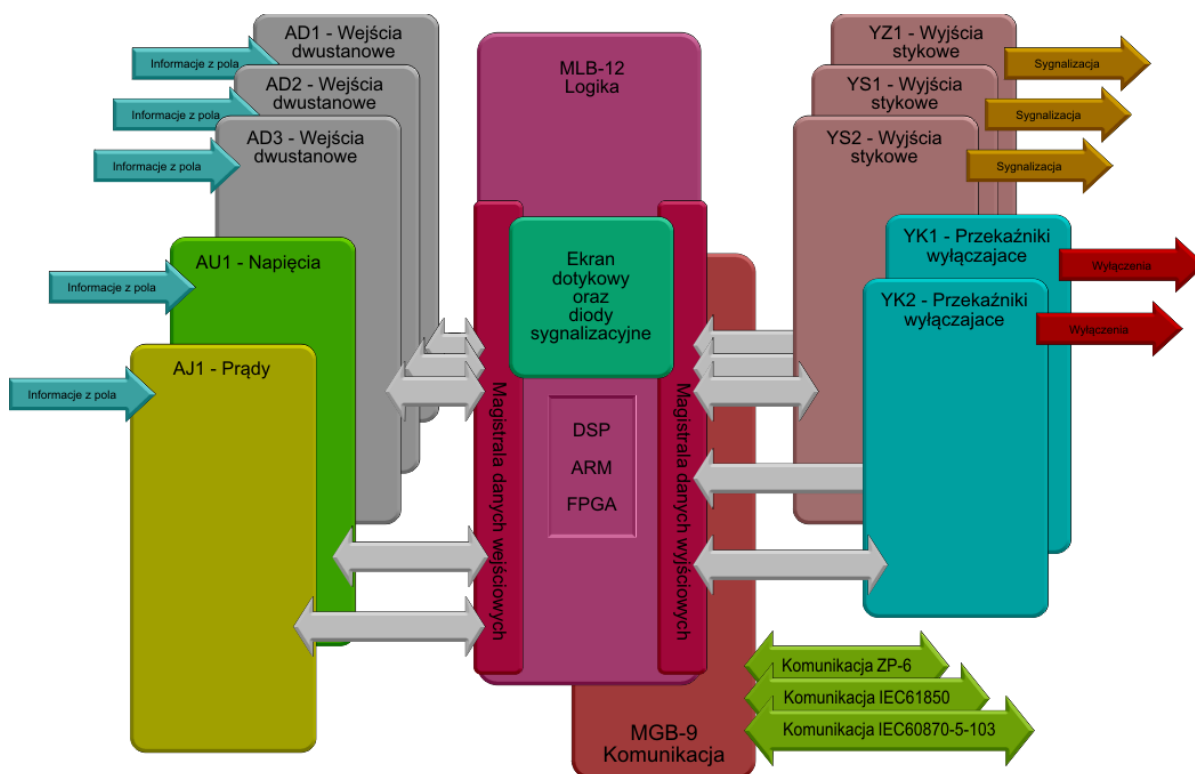 AD1 - Wejścia
dwustanowe
Informacje z pola
AD2 - Wejścia
dwustanowe
Informacje z pola
AD3 - Wejścia
dwustanowe
Informacje z pola
AU1 - Napięcia
Informacje z pola
AJ1 - Prądy
Informacje z pola
MLB-12
Logika
Ekran
dotykowy
oraz
diody
sygnalizacyjne
Magistrala danych wejściowych
DSP
ARM
FPGA
Magistrala danych wyjściowych
YZ1 - Wyjścia
stykowe
Sygnalizacja
YS1 - Wyjścia
stykowe
Sygnalizacja
YS2 - Wyjścia
stykowe
Sygnalizacja
YK1 - Przekaźniki
wyłączajace
Wyłączenia
YK2 - Przekaźniki
wyłączajace
Wyłączenia
Komunikacja ZP-6
Komunikacja IEC61850
Komunikacja IEC60870-5-103
MGB-9
Komunikacja